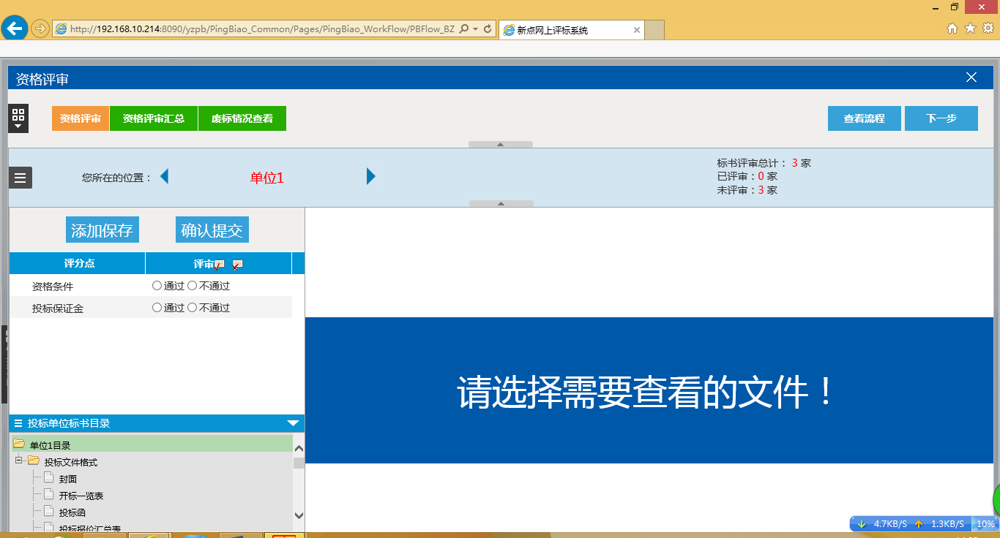 http://192.168.10.214:8090/yzpb/PingBiao_Common/Pages/PingBiao_WorkFlow/PBFlow_BZ
新点网上评标系统
资格评审
资格评审 资格评审汇总 废标情况查看 查看流程 下一步
您所在的位置： 单位1
标书评审总计： 3 家
已评审：0 家
未评审：3 家
添加保存 确认提交
评分点 评审
资格条件 通过 不通过
投标保证金 通过 不通过
请选择需要查看的文件！
投标单位标书目录
单位1目录
投标文件格式
封面
开标一览表
投标函
投标报价汇总表
4.7KB/S 1.3KB/S 10%